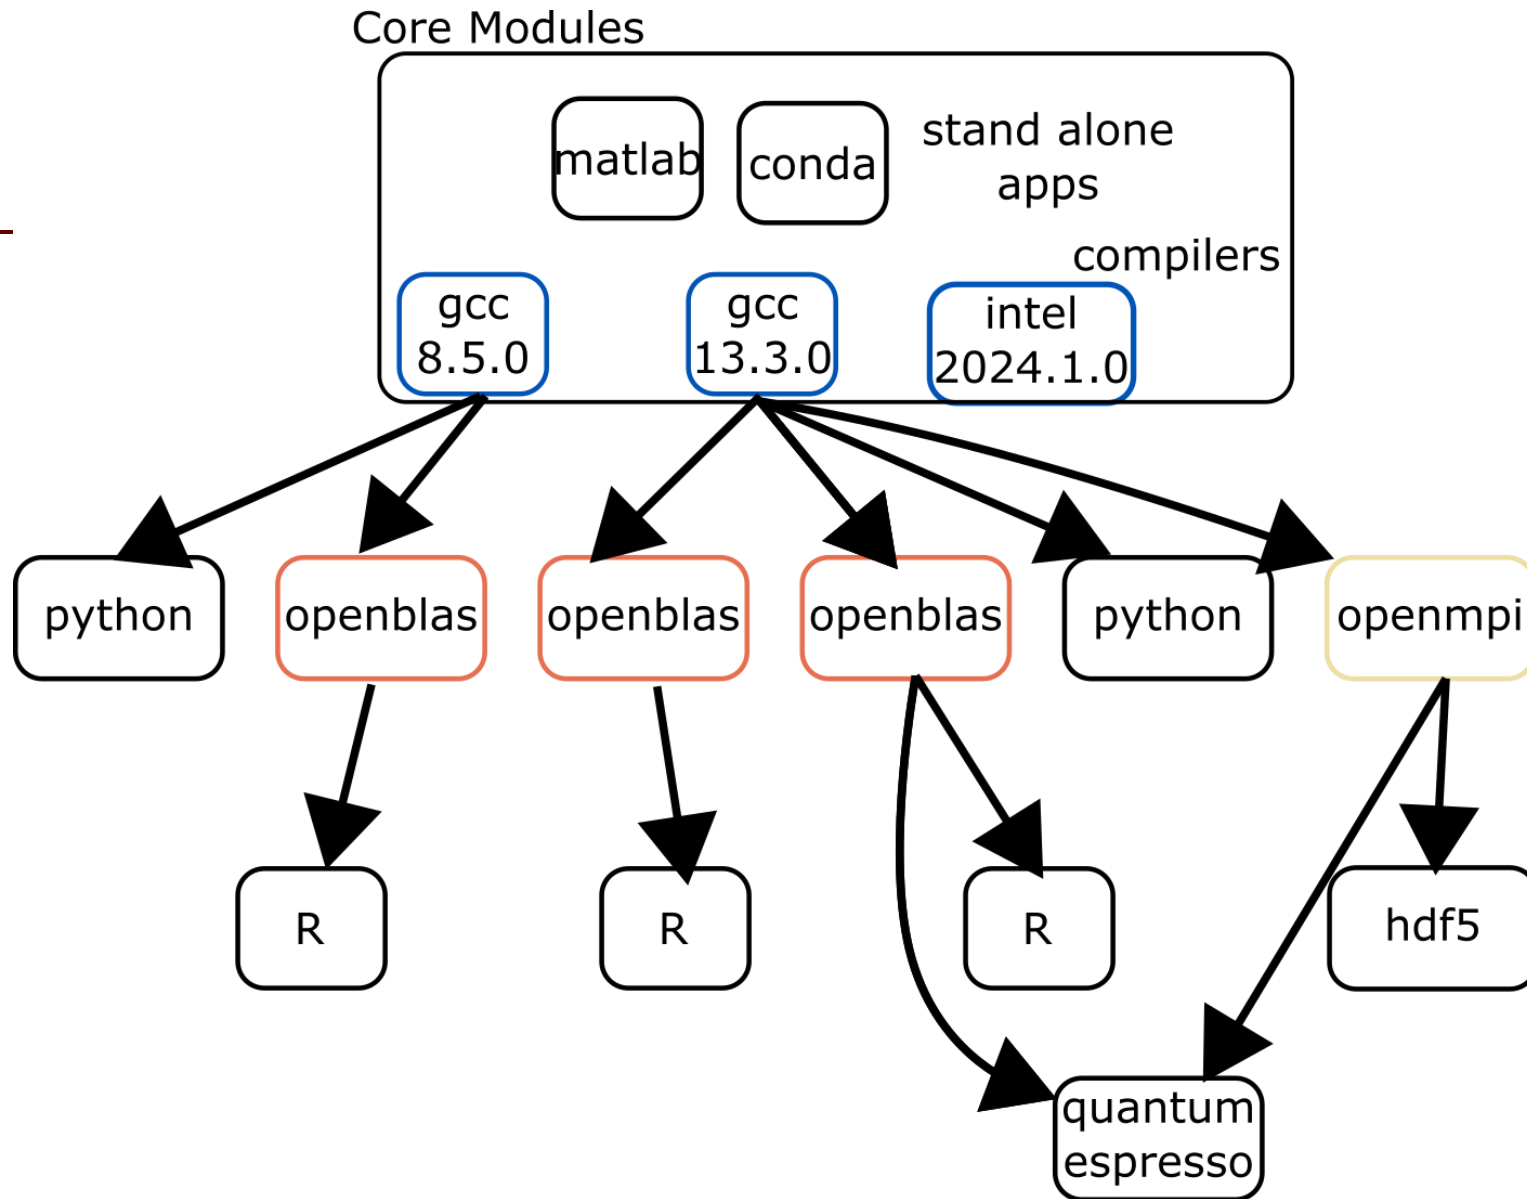 Core Modules
matlab
conda
stand alone
apps
compilers
gcc
8.5.0
gcc
13.3.0
intel
2024.1.0
python
openblas
openblas
openblas
python
openmpi
R
R
R
hdf5
quantum
espresso